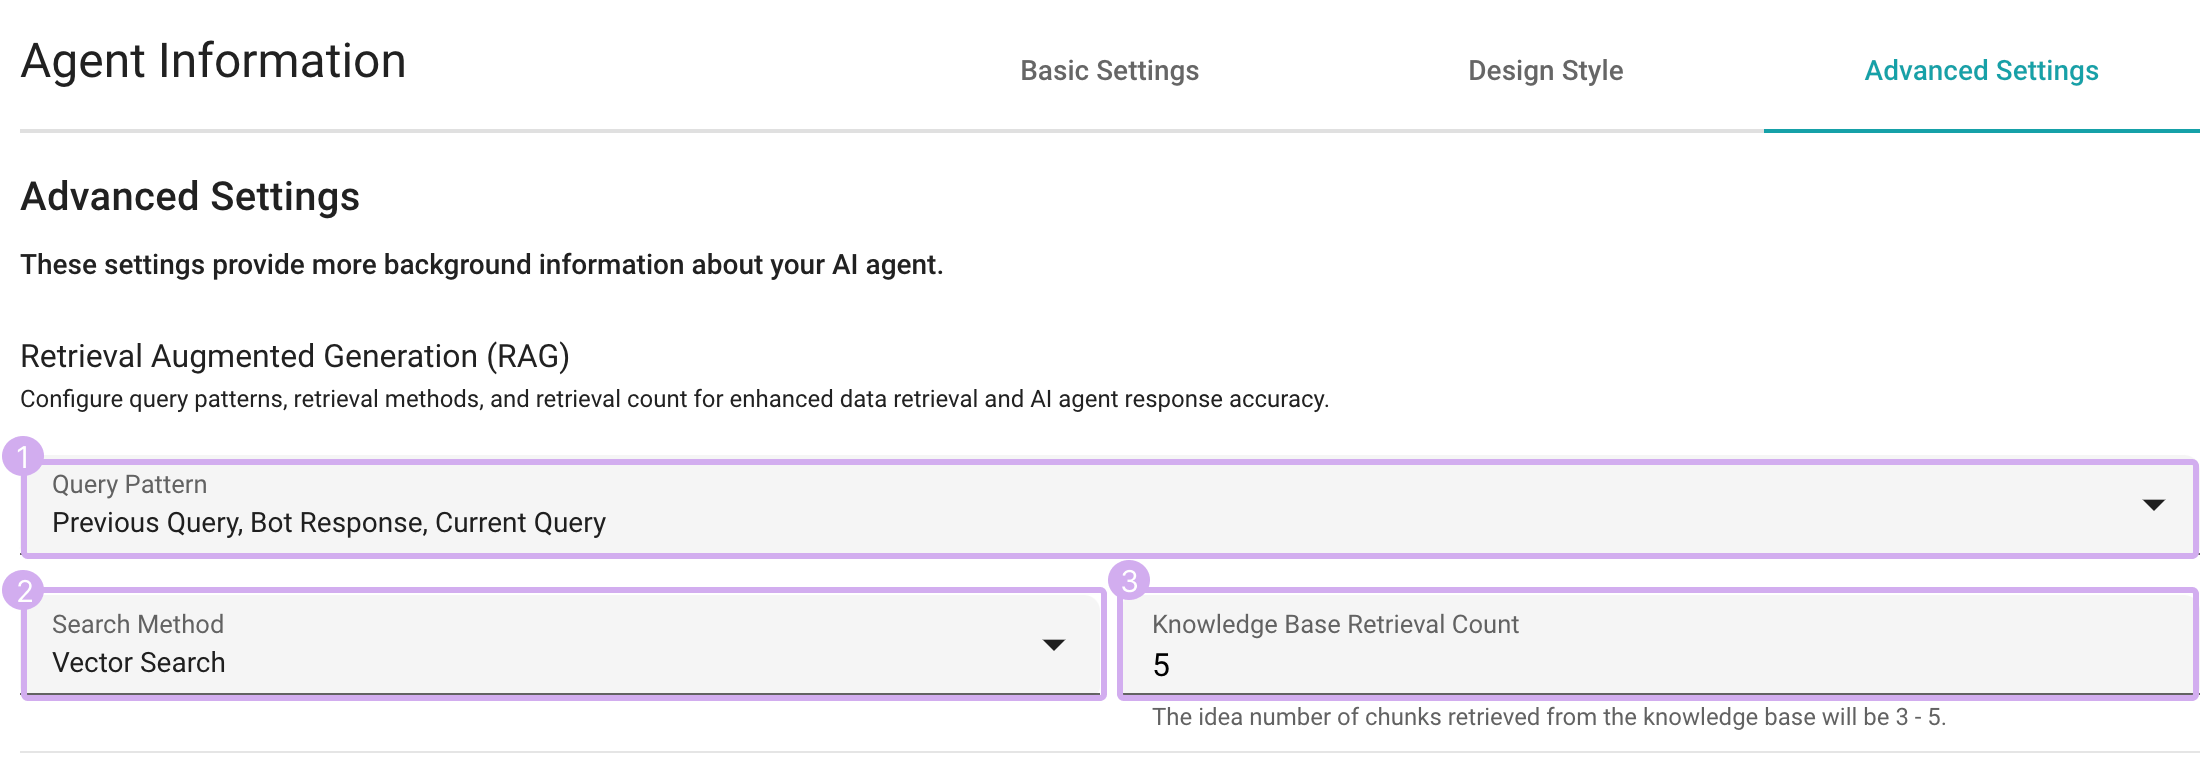 Agent Information
Basic Settings
Design Style
Advanced Settings
Advanced Settings
These settings provide more background information about your AI agent.
Retrieval Augmented Generation (RAG)
Configure query patterns, retrieval methods, and retrieval count for enhanced data retrieval and AI agent response accuracy.
1
Query Pattern
Previous Query, Bot Response, Current Query
2
Search Method
Vector Search
3
Knowledge Base Retrieval Count
5
The idea number of chunks retrieved from the knowledge base will be 3 - 5.